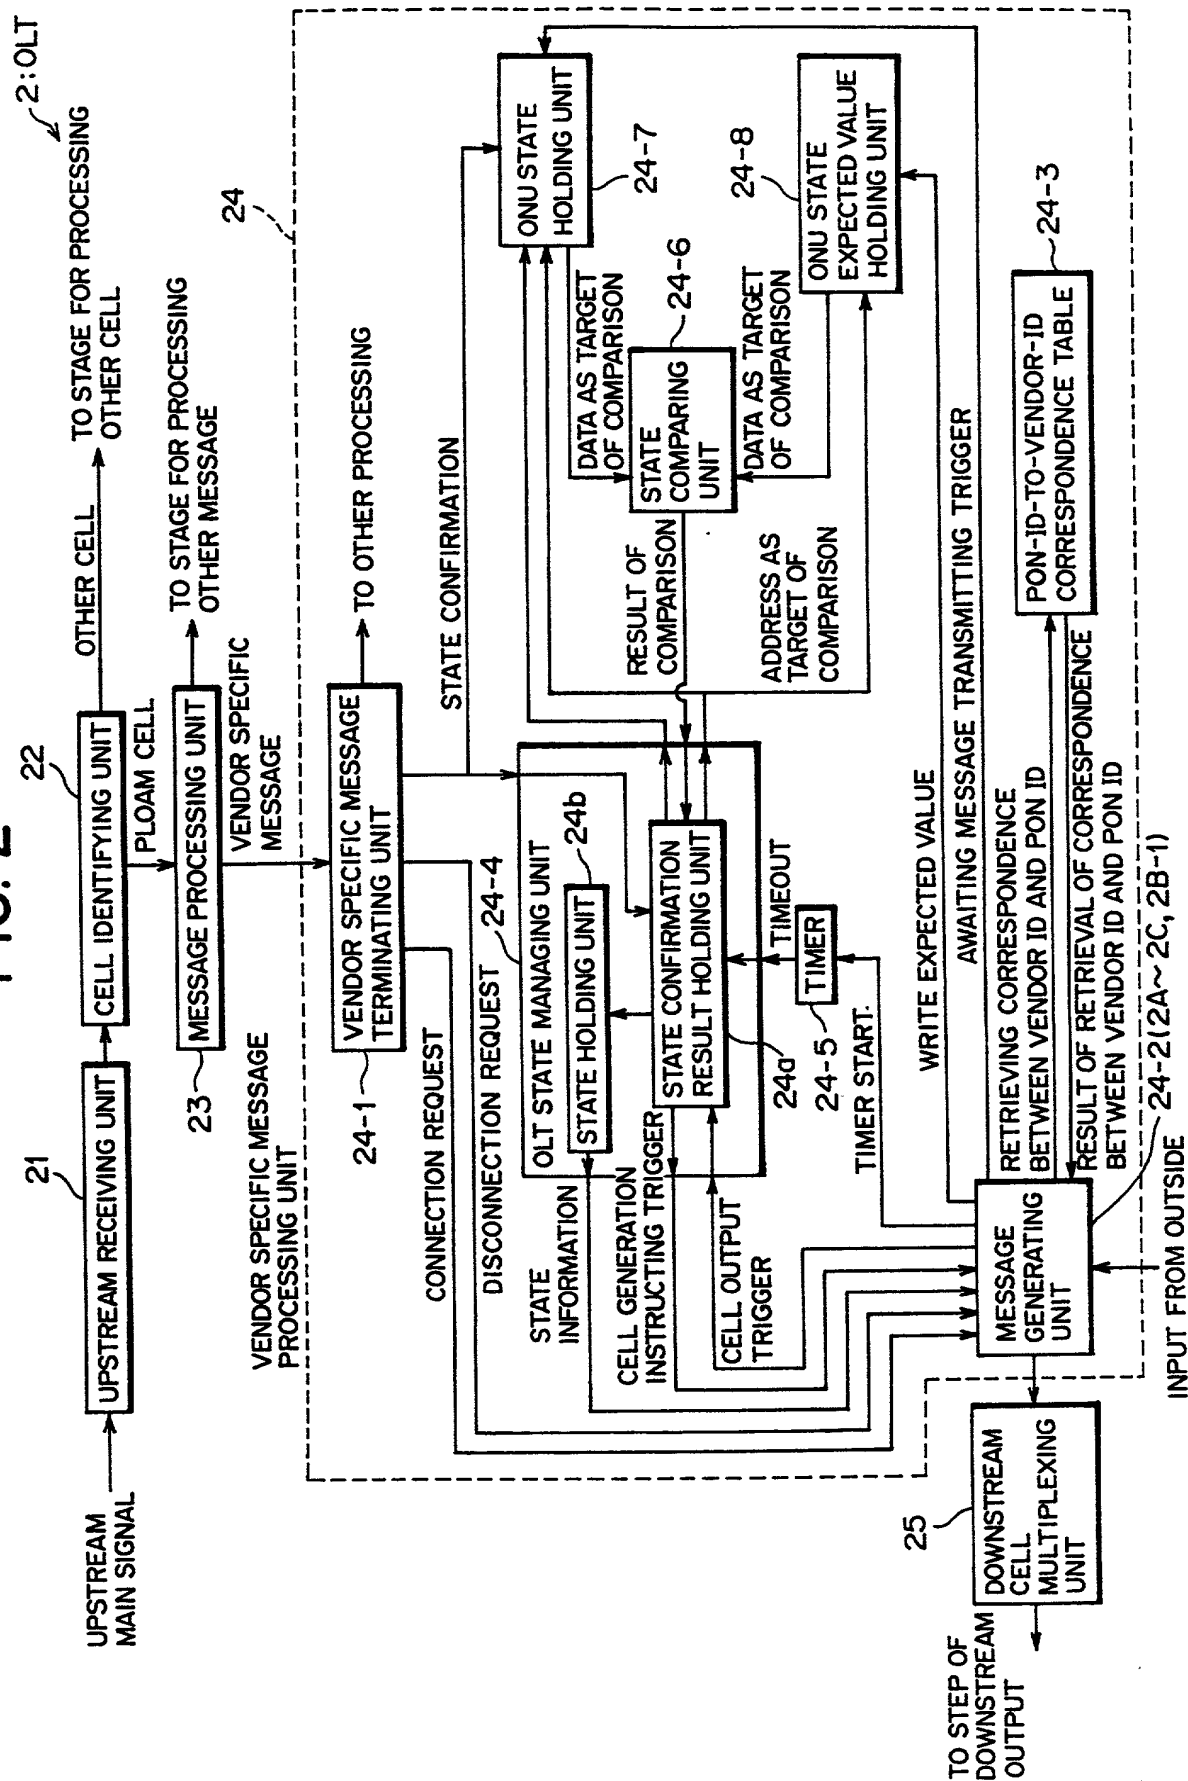 FIG. 2
2:OLT
UPSTREAM
MAIN SIGNAL
21
UPSTREAM RECEIVING UNIT
22
CELL IDENTIFYING UNIT
OTHER CELL
TO STAGE FOR PROCESSING
OTHER CELL
PLOAM CELL
23
MESSAGE PROCESSING UNIT
TO STAGE FOR PROCESSING
OTHER MESSAGE
VENDOR SPECIFIC
MESSAGE
VENDOR SPECIFIC MESSAGE
PROCESSING UNIT
24
24-1
VENDOR SPECIFIC MESSAGE
TERMINATING UNIT
TO OTHER PROCESSING
CONNECTION REQUEST
DISCONNECTION REQUEST
STATE CONFIRMATION
24-4
OLT STATE MANAGING UNIT
STATE HOLDING UNIT
24b
STATE CONFIRMATION
RESULT HOLDING UNIT
24a
STATE
INFORMATION
CELL GENERATION
INSTRUCTING TRIGGER
CELL OUTPUT
TRIGGER
TIMEOUT
TIMER
24-5
TIMER START.
RESULT OF
COMPARISON
ADDRESS AS
TARGET OF
COMPARISON
ONU STATE
HOLDING UNIT
24-7
DATA AS TARGET
OF COMPARISON
24-6
STATE
COMPARING
UNIT
DATA AS TARGET
OF COMPARISON
24-8
ONU STATE
EXPECTED VALUE
HOLDING UNIT
WRITE EXPECTED VALUE
AWAITING MESSAGE TRANSMITTING TRIGGER
RETRIEVING CORRESPONDENCE
BETWEEN VENDOR ID AND PON ID
24-3
PON-ID-TO-VENDOR-ID
CORRESPONDENCE TABLE
RESULT OF RETRIEVAL OF CORRESPONDENCE
BETWEEN VENDOR ID AND PON ID
MESSAGE
GENERATING
UNIT
24-2(2A~2C, 2B-1)
INPUT FROM OUTSIDE
25
DOWNSTREAM
CELL
MULTIPLEXING
UNIT
TO STEP OF
DOWNSTREAM
OUTPUT